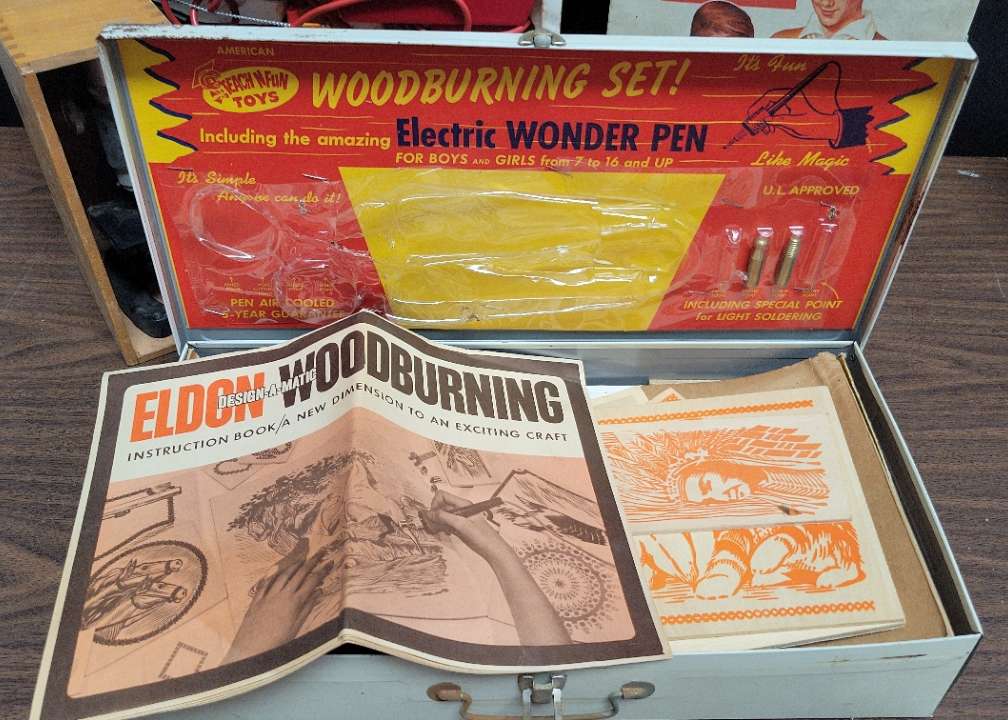 AMERICAN
TEACH N FUN
TOYS
WOODBURNING SET!
It's Fun
Including the amazing Electric WONDER PEN
FOR BOYS AND GIRLS from 7 to 16 and UP
Like Magic
It's Simple
Anyone can do it!
U.L. APPROVED
PEN AIR COOLED
5-YEAR GUARANTEE
INCLUDING SPECIAL POINT
for LIGHT SOLDERING
ELDON WOODBURNING
DESIGN-A-MATIC
INSTRUCTION BOOK/A NEW DIMENSION TO AN EXCITING CRAFT